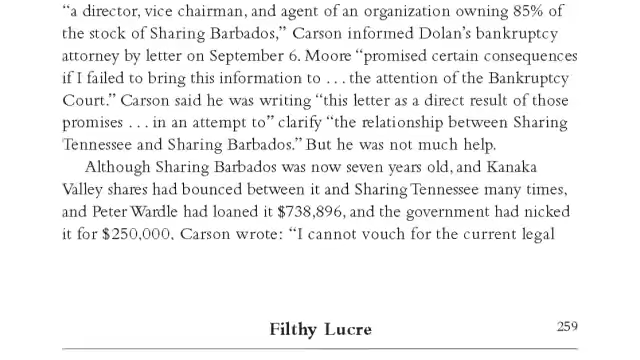 “a director, vice chairman, and agent of an organization owning 85% of
the stock of Sharing Barbados,” Carson informed Dolan’s bankruptcy
attorney by letter on September 6. Moore “promised certain consequences
if I failed to bring this information to . . . the attention of the Bankruptcy
Court.” Carson said he was writing “this letter as a direct result of those
promises . . . in an attempt to” clarify “the relationship between Sharing
Tennessee and Sharing Barbados.” But he was not much help.
Although Sharing Barbados was now seven years old, and Kanaka
Valley shares had bounced between it and Sharing Tennessee many times,
and Peter Wardle had loaned it $738,896, and the government had nicked
it for $250,000, Carson wrote: “I cannot vouch for the current legal
Filthy Lucre 259